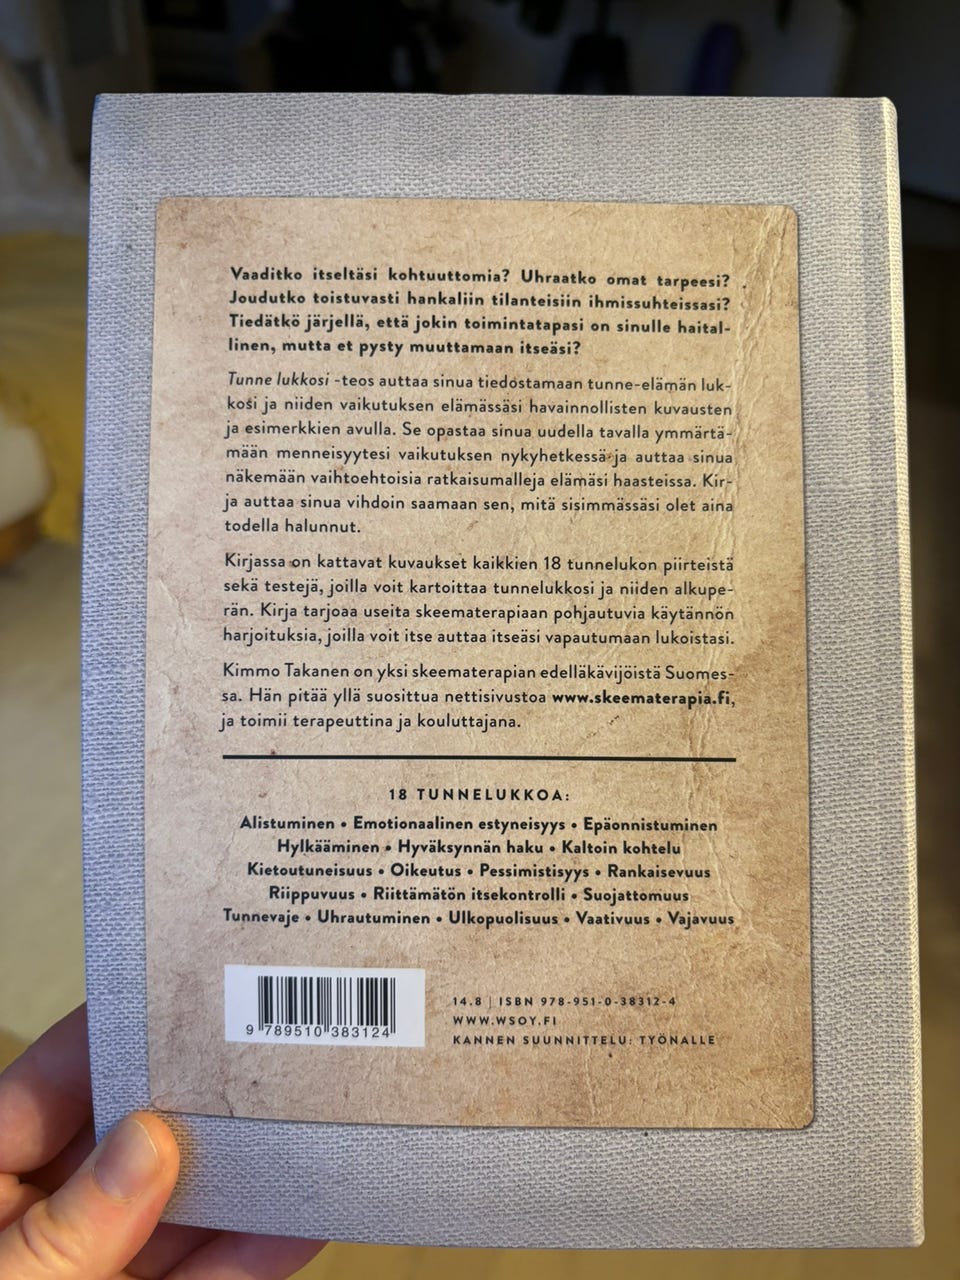 Vaaditko itseltäsi kohtuuttomia? Uhraatko omat tarpeesi?
Joudutko toistuvasti hankaliin tilanteisiin ihmissuhteissasi?
Tiedätkö järjellä, että jokin toimintatapasi on sinulle haital-
linen, mutta et pysty muuttamaan itseäsi?
Tunne lukkosi -teos auttaa sinua tiedostamaan tunne-elämän luk-
kosi ja niiden vaikutuksen elämässäsi havainnollisten kuvausten
ja esimerkkien avulla. Se opastaa sinua uudella tavalla ymmärtä-
mään menneisyytesi vaikutuksen nykyhetkessä ja auttaa sinua
näkemään vaihtoehtoisia ratkaisumalleja elämäsi haasteissa. Kir-
ja auttaa sinua vihdoin saamaan sen, mitä sisimmässäsi olet aina
todella halunnut.
Kirjassa on kattavat kuvaukset kaikkien 18 tunnelukon piirteistä
sekä testejä, joilla voit kartoittaa tunnelukkosi ja niiden alkupe-
rän. Kirja tarjoaa useita skeematerapiaan pohjautuvia käytännön
harjoituksia, joilla voit itse auttaa itseäsi vapautumaan lukoistasi.
Kimmo Takanen on yksi skeematerapian edelläkävijöistä Suomes-
sa. Hän pitää yllä suosittua nettisivustoa www.skeematerapia.fi,
ja toimii terapeuttina ja kouluttajana.
18 TUNNELUKKOA:
Alistuminen • Emotionaalinen estyneisyys • Epäonnistuminen
Hylkääminen • Hyväksynnän haku • Kaltoin kohtelu
Kietoutuneisuus • Oikeutus • Pessimistisyys • Rankaisevuus
Riippuvuus • Riittämätön itsekontrolli • Suojattomuus
Tunnevaje • Uhrautuminen • Ulkopuolisuus • Vaativuus • Vajavuus
9 789510 383124
14.8 | ISBN 978-951-0-38312-4
WWW.WSOY.FI
KANNEN SUUNNITTELU: TYÖNALLE